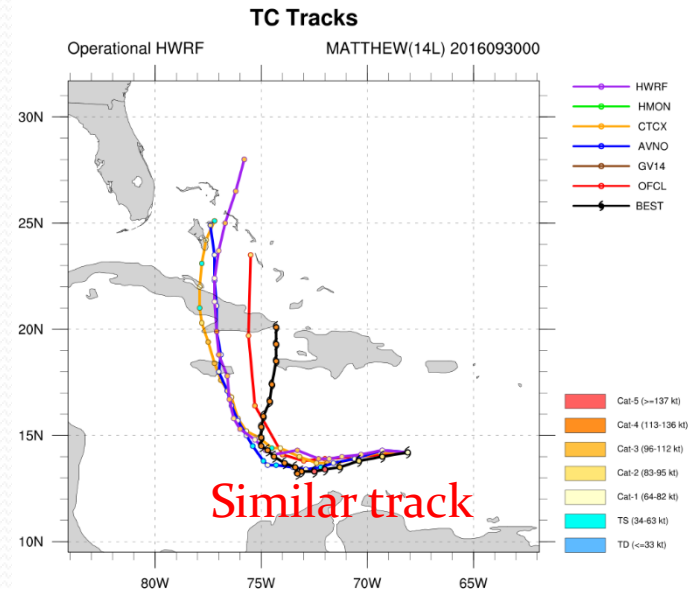 TC Tracks
Operational HWRF
MATTHEW(14L) 2016093000
30N
25N
20N
15N
10N
80W
75W
70W
65W
HWRF
HMON
CTCX
AVNO
GV14
OFCL
BEST
Cat-5 (>=137 kt)
Cat-4 (113-136 kt)
Cat-3 (96-112 kt)
Cat-2 (83-95 kt)
Cat-1 (64-82 kt)
TS (34-63 kt)
TD (<=33 kt)
Similar track